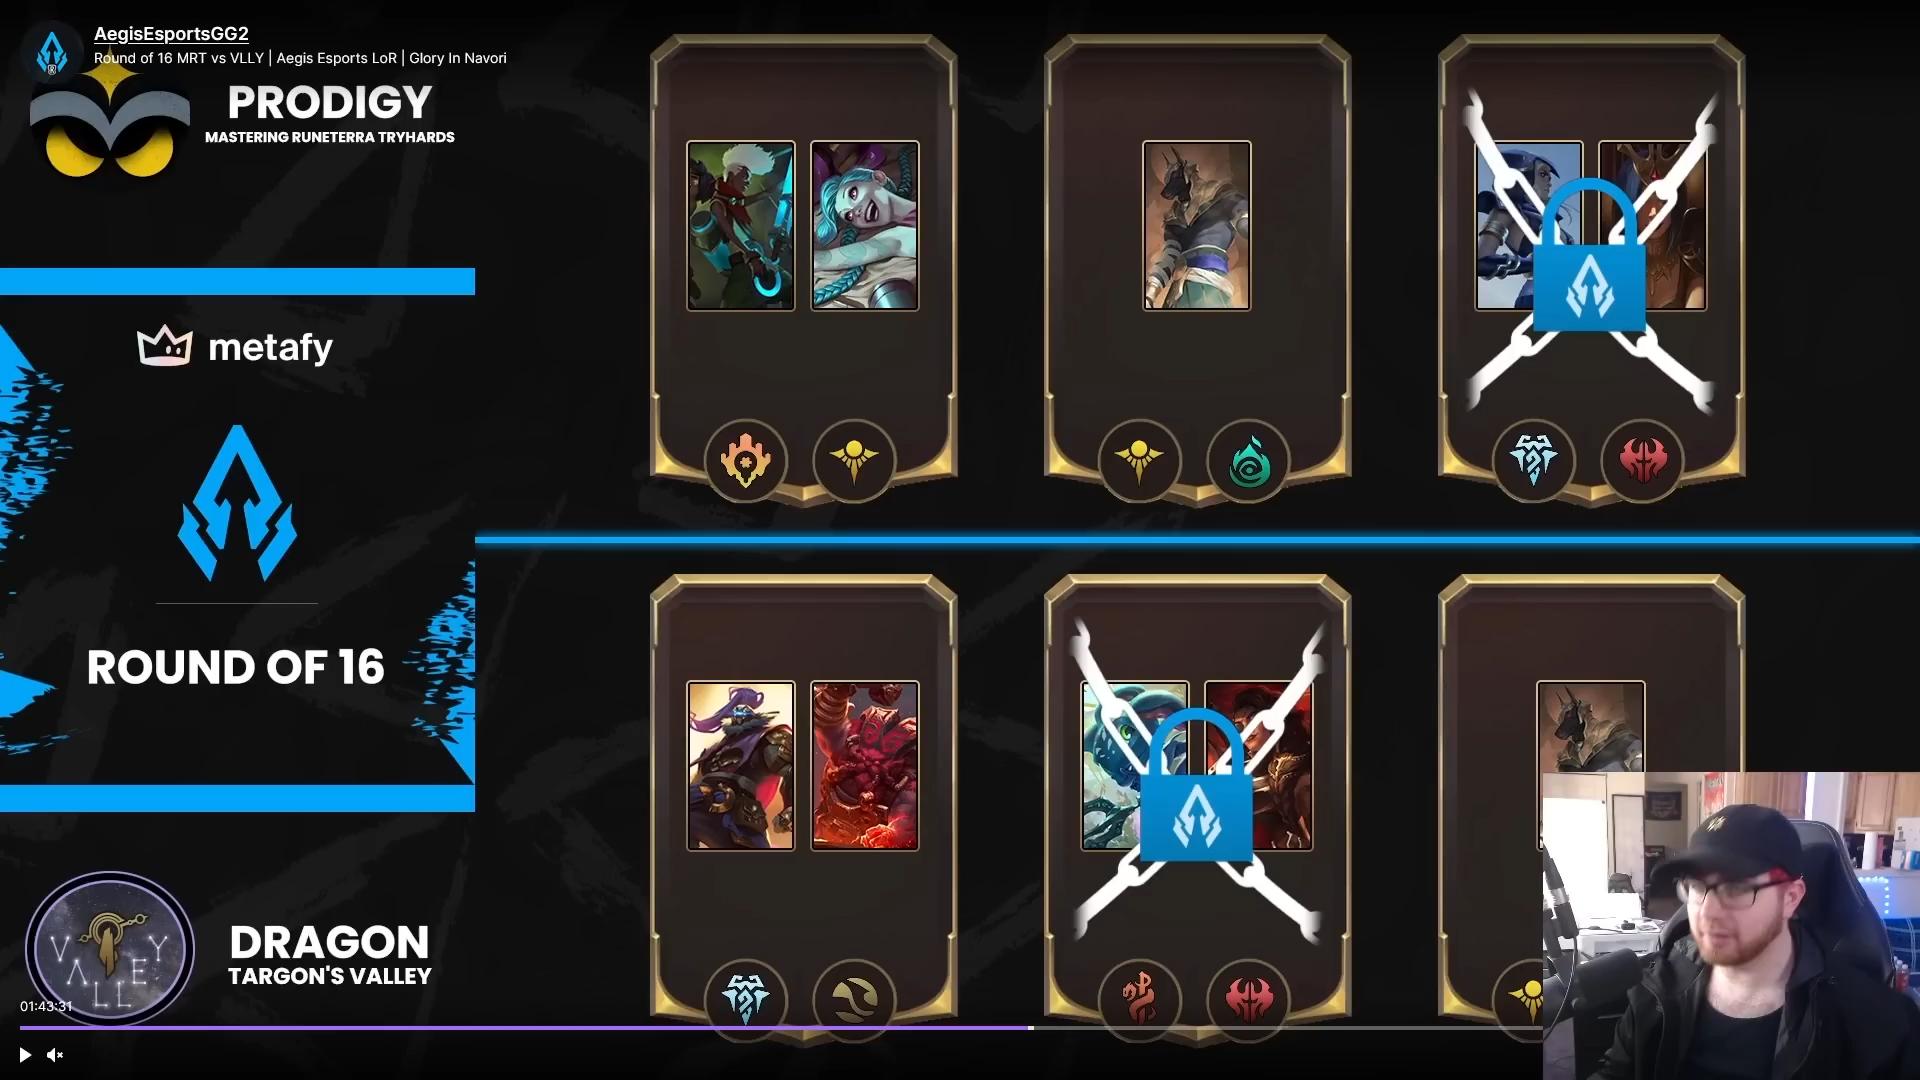 AegisEsportsGG2
Round of 16 MRT vs VLLY | Aegis Esports LoR | Glory In Navori
PRODIGY
MASTERING RUNETERRA TRYHARDS
metafy
ROUND OF 16
DRAGON
TARGON'S VALLEY
VALLEY
01:43:31